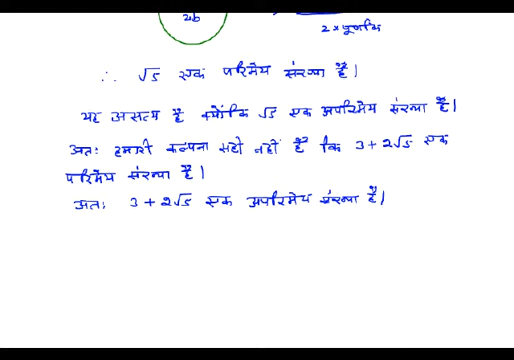 2b
2 × पूर्णांक
∴ √5 एक परिमेय संख्या है।
यह असत्य है क्योंकि √5 एक अपरिमेय संख्या है।
अतः हमारी कल्पना सही नहीं है कि 3 + 2√5 एक
परिमेय संख्या है।
अतः 3 + 2√5 एक अपरिमेय संख्या है।